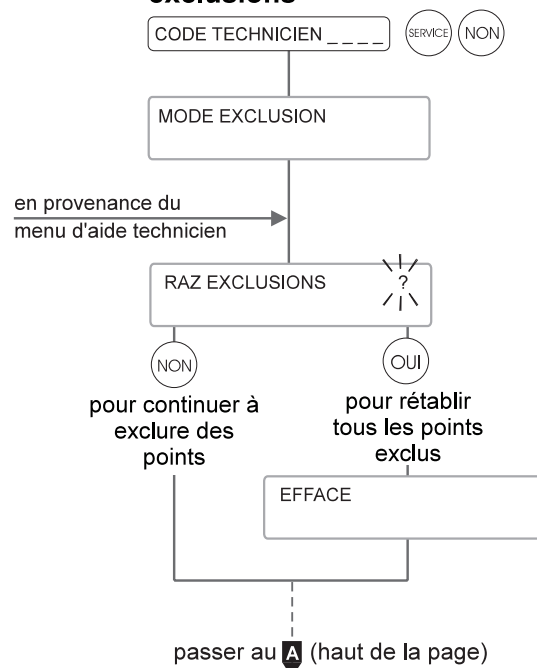 exclusions
CODE TECHNICIEN _ _ _ _ SERVICE NON
MODE EXCLUSION
en provenance du
menu d'aide technicien
RAZ EXCLUSIONS ?
NON OUI
pour continuer à
exclure des
points
pour rétablir
tous les points
exclus
EFFACE
passer au A (haut de la page)